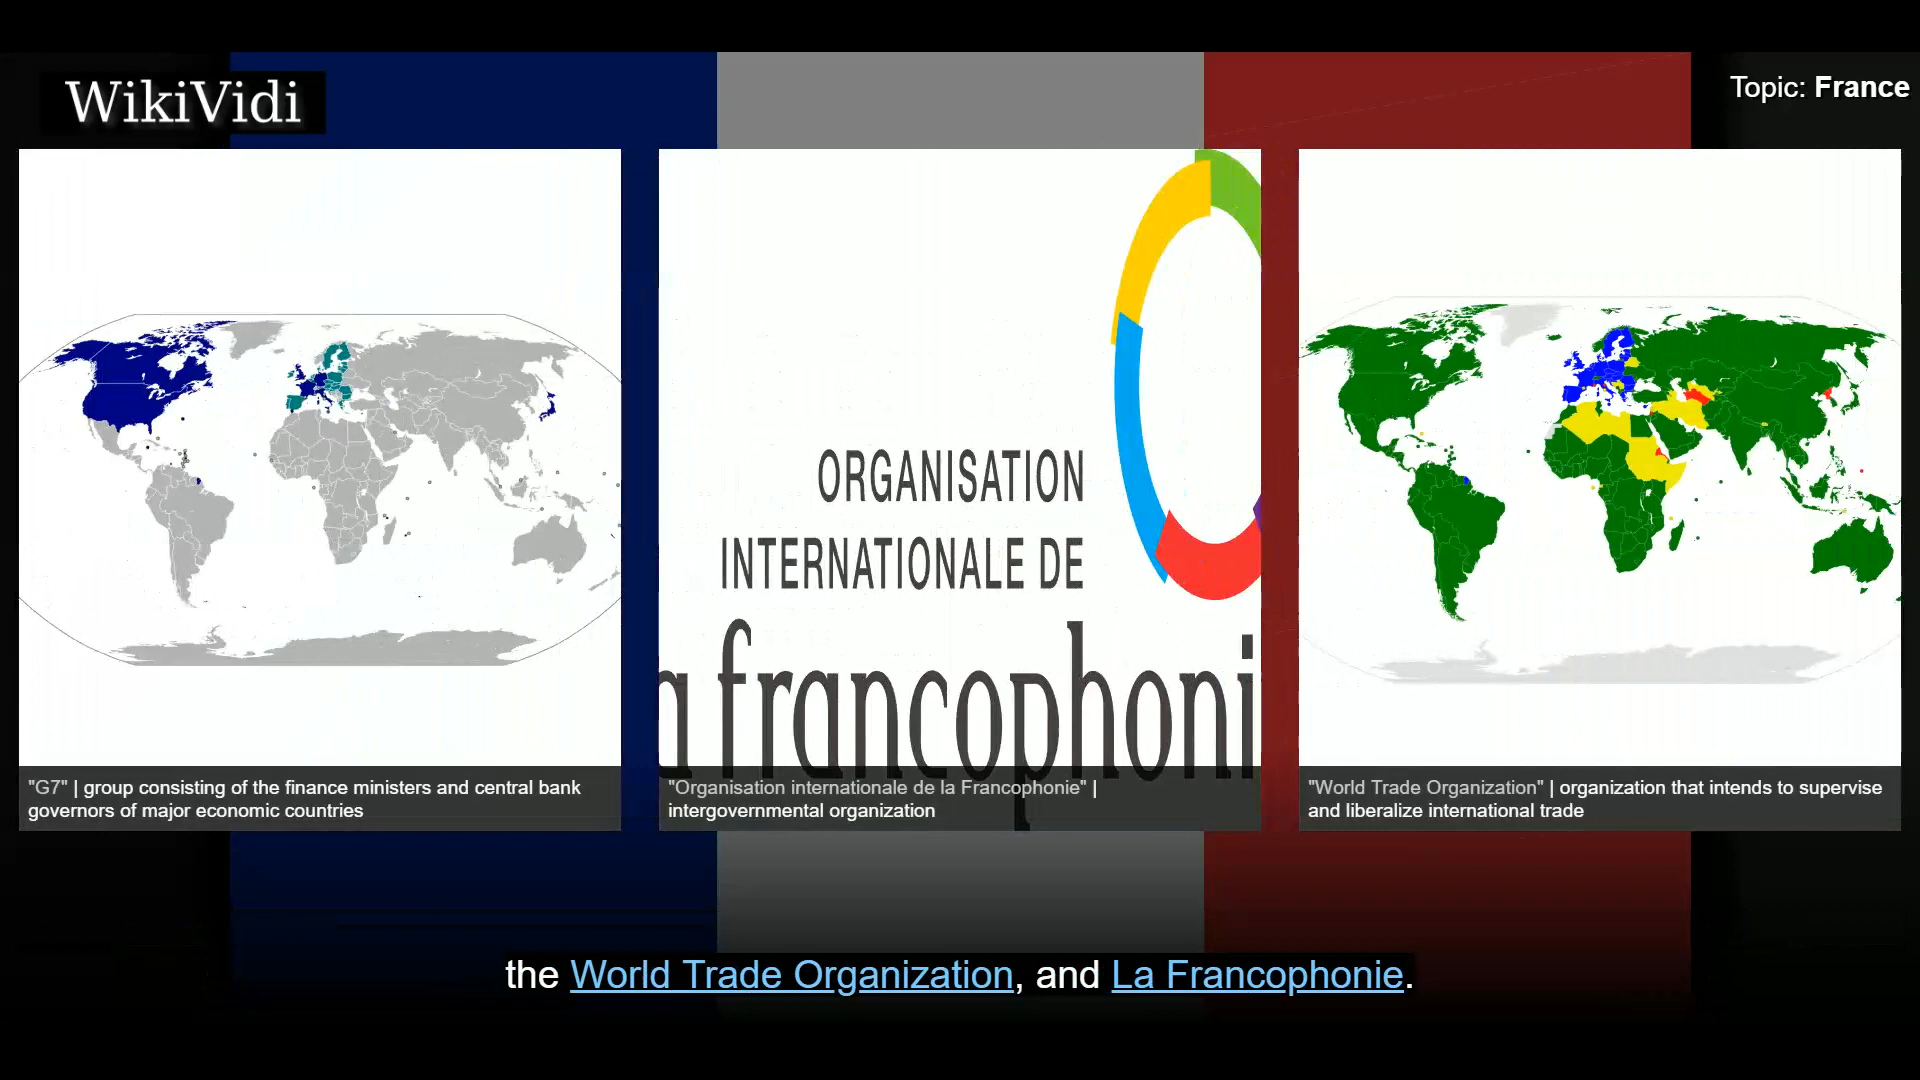 WikiVidi
Topic: France
ORGANISATION
INTERNATIONALE DE
a francophoni
"G7" | group consisting of the finance ministers and central bank
governors of major economic countries
"Organisation internationale de la Francophonie" |
intergovernmental organization
"World Trade Organization" | organization that intends to supervise
and liberalize international trade
the World Trade Organization, and La Francophonie.